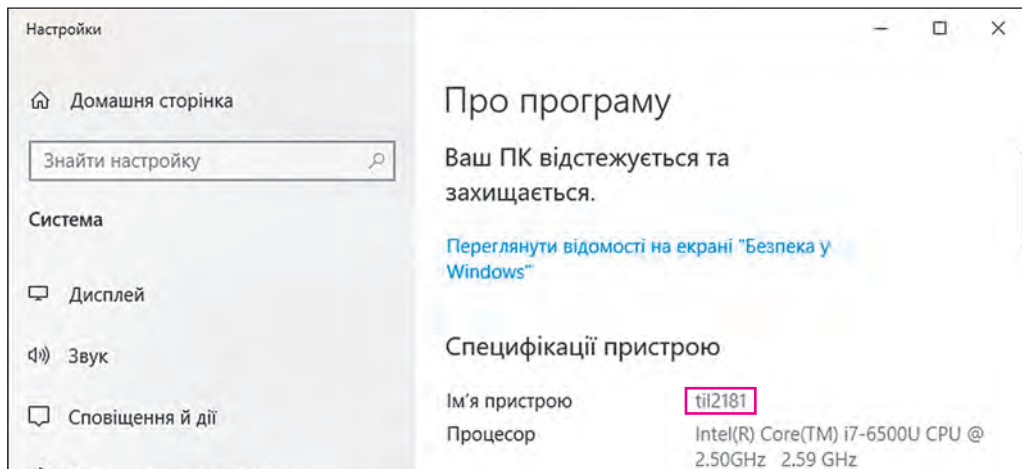 Настройки
Домашня сторінка
Знайти настройку
Система
Дисплей
Звук
Сповіщення й дії
Про програму
Ваш ПК відстежується та
захищається.
Переглянути відомості на екрані "Безпека у
Windows"
Специфікації пристрою
Ім'я пристрою til2181
Процесор Intel(R) Core(TM) i7-6500U CPU @
2.50GHz 2.59 GHz